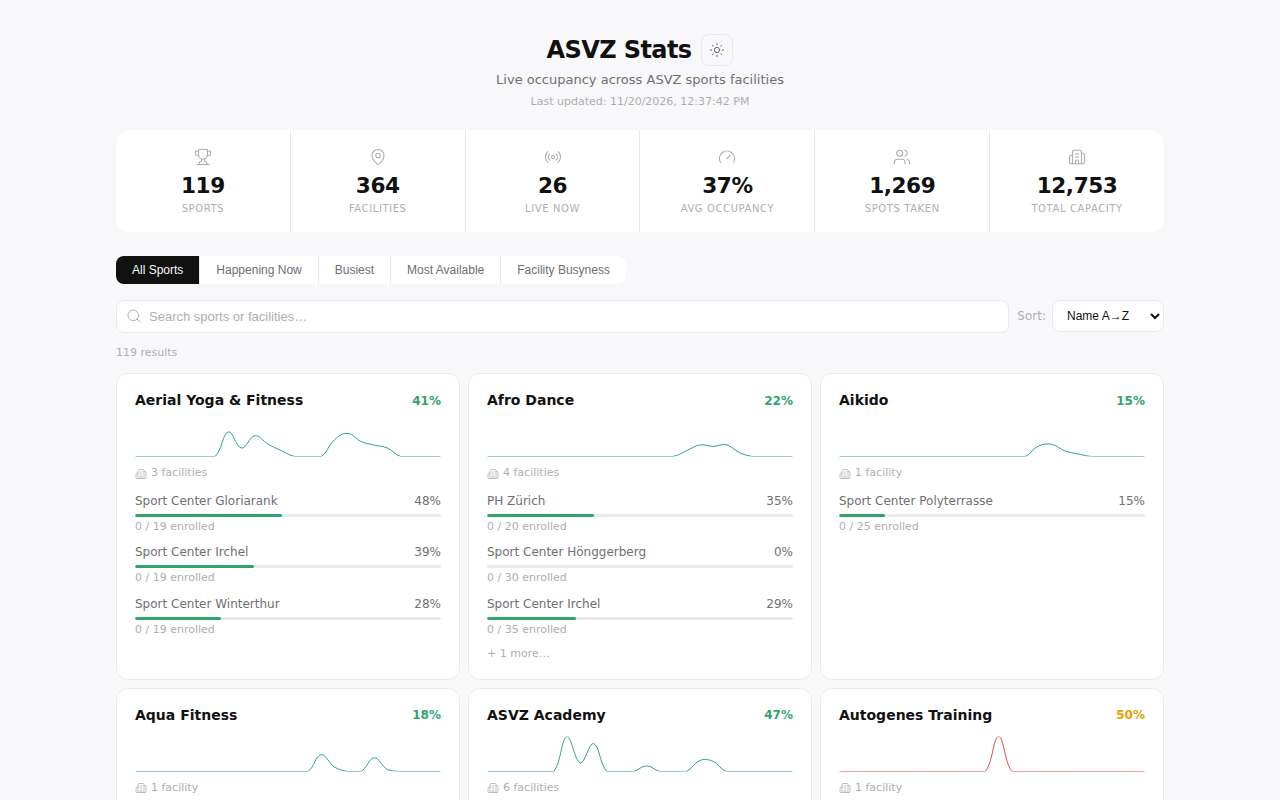 ASVZ Stats
Live occupancy across ASVZ sports facilities
Last updated: 11/20/2026, 12:37:42 PM
119
SPORTS
364
FACILITIES
26
LIVE NOW
37%
AVG OCCUPANCY
1,269
SPOTS TAKEN
12,753
TOTAL CAPACITY
All Sports
Happening Now
Busiest
Most Available
Facility Busyness
Search sports or facilities…
Sort:
Name A→Z
119 results
Aerial Yoga & Fitness 41%
3 facilities
Sport Center Gloriarank 48%
0 / 19 enrolled
Sport Center Irchel 39%
0 / 19 enrolled
Sport Center Winterthur 28%
0 / 19 enrolled
Afro Dance 22%
4 facilities
PH Zürich 35%
0 / 20 enrolled
Sport Center Hönggerberg 0%
0 / 30 enrolled
Sport Center Irchel 29%
0 / 35 enrolled
+ 1 more…
Aikido 15%
1 facility
Sport Center Polyterrasse 15%
0 / 25 enrolled
Aqua Fitness 18%
1 facility
ASVZ Academy 47%
6 facilities
Autogenes Training 50%
1 facility